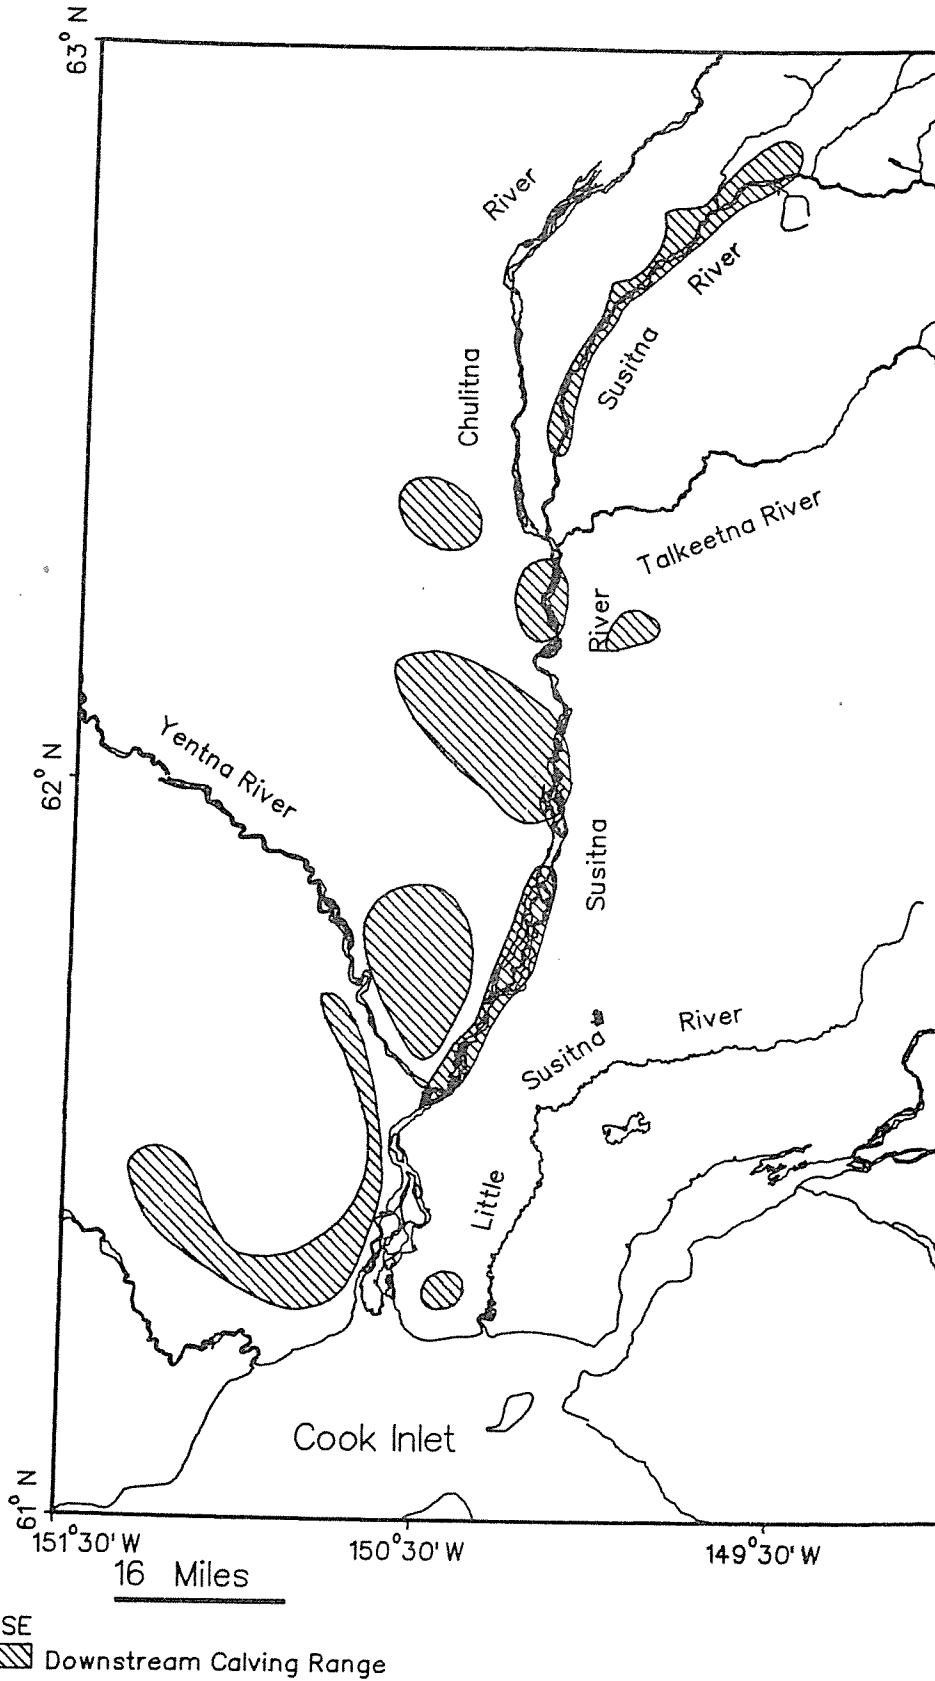 63° N
River
River
Susitna
Chulitna
Talkeetna River
River
Yentna River
62° N
Susitna
River
Susitna
Little
Cook Inlet
61° N
151°30' W
150°30' W
149°30' W
16 Miles
SE
Downstream Calving Range